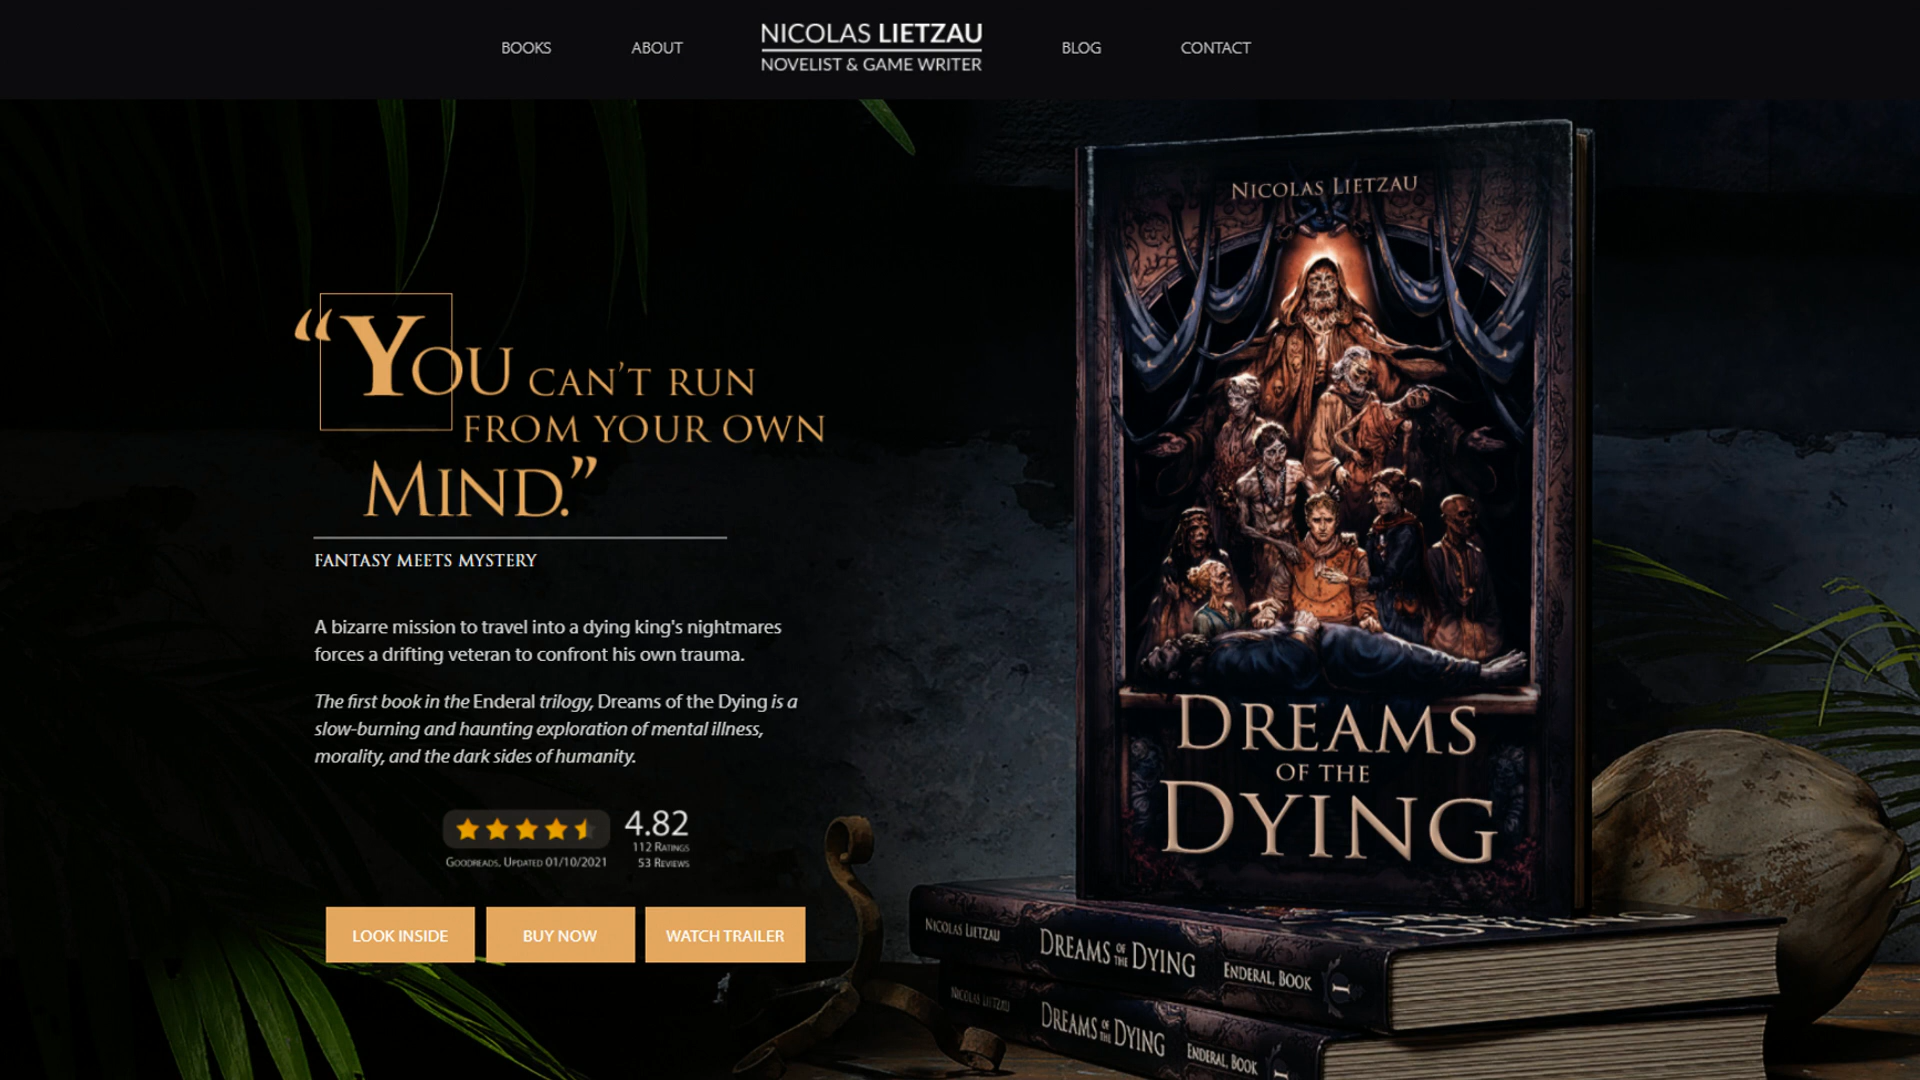 BOOKS
ABOUT
NICOLAS LIETZAU
NOVELIST & GAME WRITER
BLOG
CONTACT
“YOU CAN’T RUN
FROM YOUR OWN
MIND.”
FANTASY MEETS MYSTERY
A bizarre mission to travel into a dying king's nightmares
forces a drifting veteran to confront his own trauma.
The first book in the Enderal trilogy, Dreams of the Dying is a
slow-burning and haunting exploration of mental illness,
morality, and the dark sides of humanity.
4.82
112 RATINGS
GOODREADS, UPDATED 01/10/2021
53 REVIEWS
LOOK INSIDE
BUY NOW
WATCH TRAILER
NICOLAS LIETZAU
DREAMS
OF THE
DYING
NICOLAS LIETZAU DREAMS OF THE DYING ENDERAL, BOOK I
NICOLAS LIETZAU DREAMS OF THE DYING ENDERAL, BOOK I